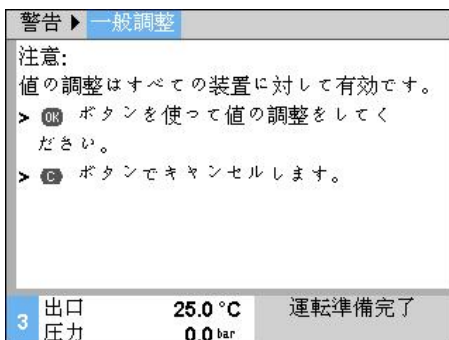 警告 ▶ 一般調整
注意:
値の調整はすべての装置に対して有効です。
> OK ボタンを使って値の調整をしてく
ださい。
> C ボタンでキャンセルします。
3 出口 25.0 °C 運転準備完了
圧力 0.0 bar